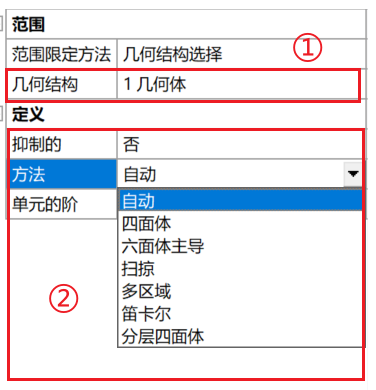 范围
范围限定方法 几何结构选择
①
几何结构 1 几何体
定义
抑制的 否
方法 自动
单元的阶 自动
四面体
六面体主导
扫掠
多区域
②
笛卡尔
分层四面体